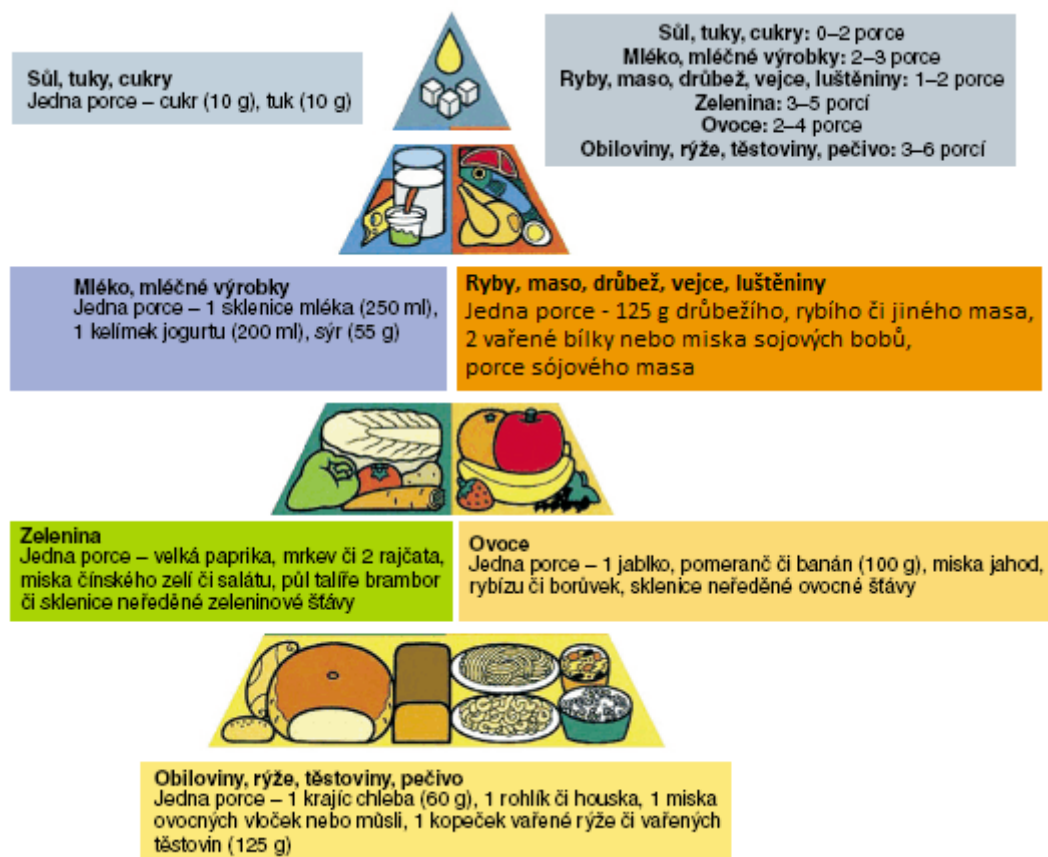 Sůl, tuky, cukry
Jedna porce – cukr (10 g), tuk (10 g)
Sůl, tuky, cukry: 0–2 porce
Mléko, mléčné výrobky: 2–3 porce
Ryby, maso, drůbež, vejce, luštěniny: 1–2 porce
Zelenina: 3–5 porcí
Ovoce: 2–4 porce
Obiloviny, rýže, těstoviny, pečivo: 3–6 porcí
Mléko, mléčné výrobky
Jedna porce – 1 sklenice mléka (250 ml),
1 kelímek jogurtu (200 ml), sýr (55 g)
Ryby, maso, drůbež, vejce, luštěniny
Jedna porce - 125 g drůbežího, rybího či jiného masa,
2 vařené bílky nebo miska sojových bobů,
porce sójového masa
Zelenina
Jedna porce – velká paprika, mrkev či 2 rajčata,
miska čínského zelí či salátu, půl talíře brambor
či sklenice neředěné zeleninové šťávy
Ovoce
Jedna porce – 1 jablko, pomeranč či banán (100 g), miska jahod,
rybízu či borůvek, sklenice neředěné ovocné šťávy
Obiloviny, rýže, těstoviny, pečivo
Jedna porce – 1 krajíc chleba (60 g), 1 rohlík či houska, 1 miska
ovocných vloček nebo műsli, 1 kopeček vařené rýže či vařených
těstovin (125 g)